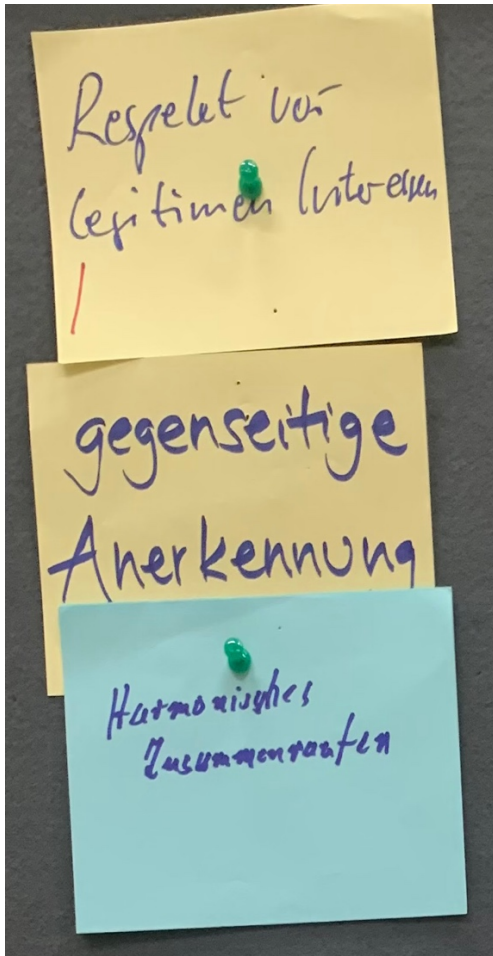 Respekt vor
legitimen Interessen
gegenseitige
Anerkennung
Harmonisches
Zusammenraufen